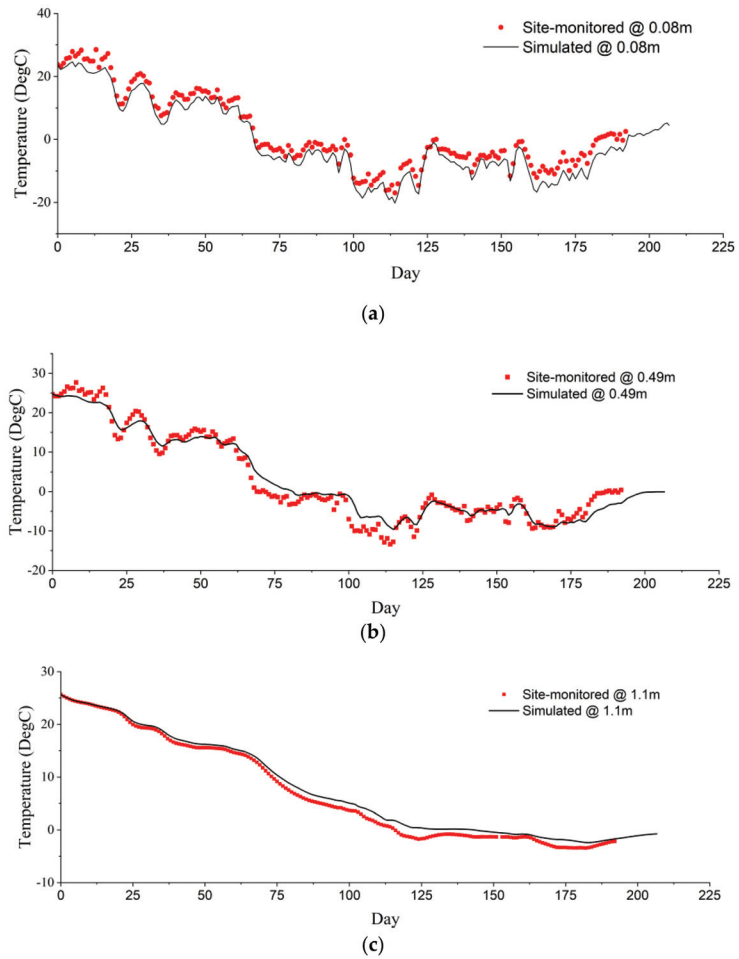 40
20
0
-20
Temperature (DegC)
Site-monitored @ 0.08m
Simulated @ 0.08m
0 25 50 75 100 125 150 175 200 225
Day
(a)
30
20
10
0
-10
-20
Temperature (DegC)
Site-monitored @ 0.49m
Simulated @ 0.49m
0 25 50 75 100 125 150 175 200 225
Day
(b)
30
20
10
0
-10
Temperature (DegC)
Site-monitored @ 1.1m
Simulated @ 1.1m
0 25 50 75 100 125 150 175 200 225
Day
(c)